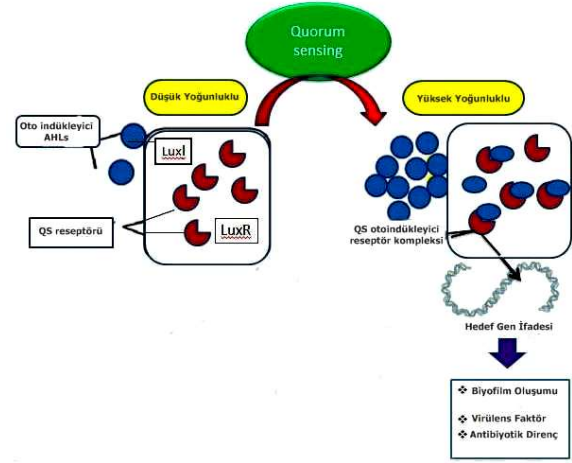 Quorum
sensing
Düşük Yoğunluklu
Yüksek Yoğunluklu
Oto indükleyici
AHLs
LuxI
QS reseptörü
LuxR
QS otoindükleyici
reseptör kompleksi
Hedef Gen İfadesi
❖ Biyofilm Oluşumu
❖ Virülens Faktör
❖ Antibiyotik Direnç